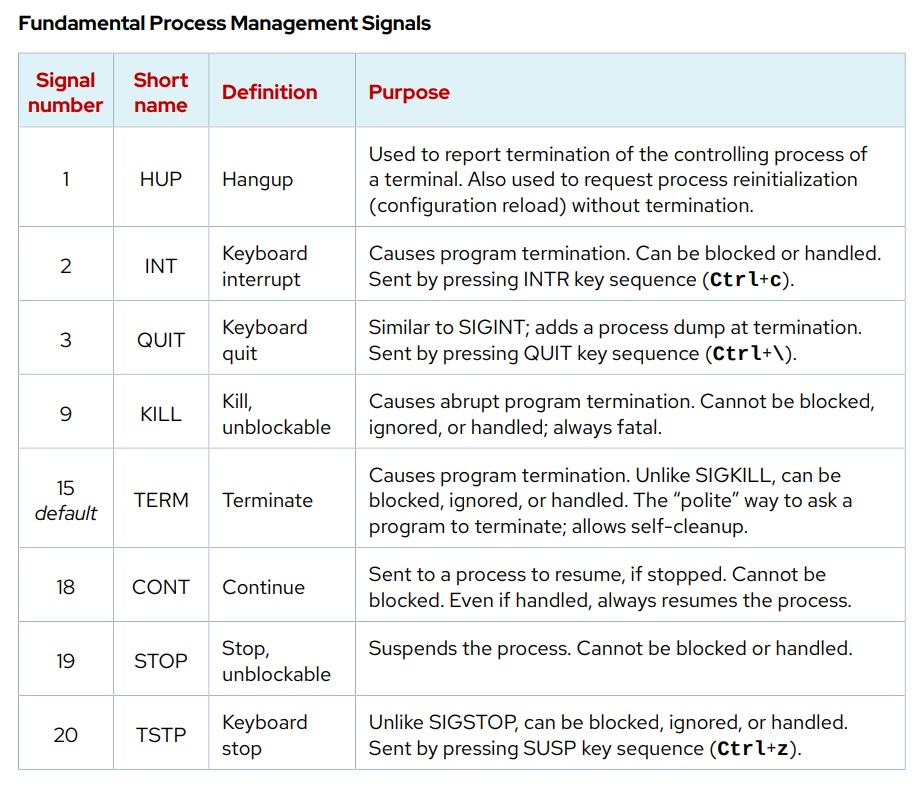 Fundamental Process Management Signals
Signal number
Short name
Definition
Purpose
1
HUP
Hangup
Used to report termination of the controlling process of
a terminal. Also used to request process reinitialization
(configuration reload) without termination.
2
INT
Keyboard
interrupt
Causes program termination. Can be blocked or handled.
Sent by pressing INTR key sequence (Ctrl+c).
3
QUIT
Keyboard
quit
Similar to SIGINT; adds a process dump at termination.
Sent by pressing QUIT key sequence (Ctrl+\).
9
KILL
Kill,
unblockable
Causes abrupt program termination. Cannot be blocked,
ignored, or handled; always fatal.
15
default
TERM
Terminate
Causes program termination. Unlike SIGKILL, can be
blocked, ignored, or handled. The “polite” way to ask a
program to terminate; allows self-cleanup.
18
CONT
Continue
Sent to a process to resume, if stopped. Cannot be
blocked. Even if handled, always resumes the process.
19
STOP
Stop,
unblockable
Suspends the process. Cannot be blocked or handled.
20
TSTP
Keyboard
stop
Unlike SIGSTOP, can be blocked, ignored, or handled.
Sent by pressing SUSP key sequence (Ctrl+z).